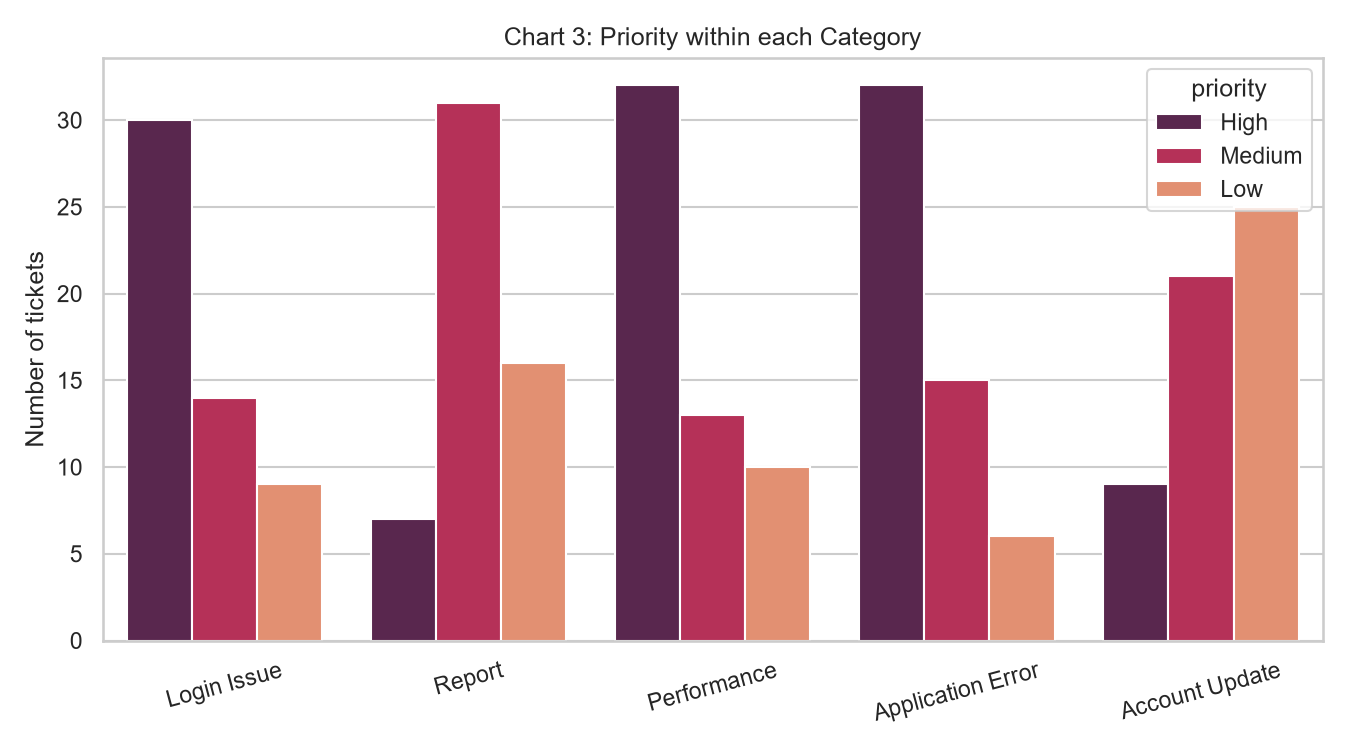 Chart 3: Priority within each Category
priority
High
Medium
Low
Number of tickets
30
25
20
15
10
5
0
Login Issue
Report
Performance
Application Error
Account Update